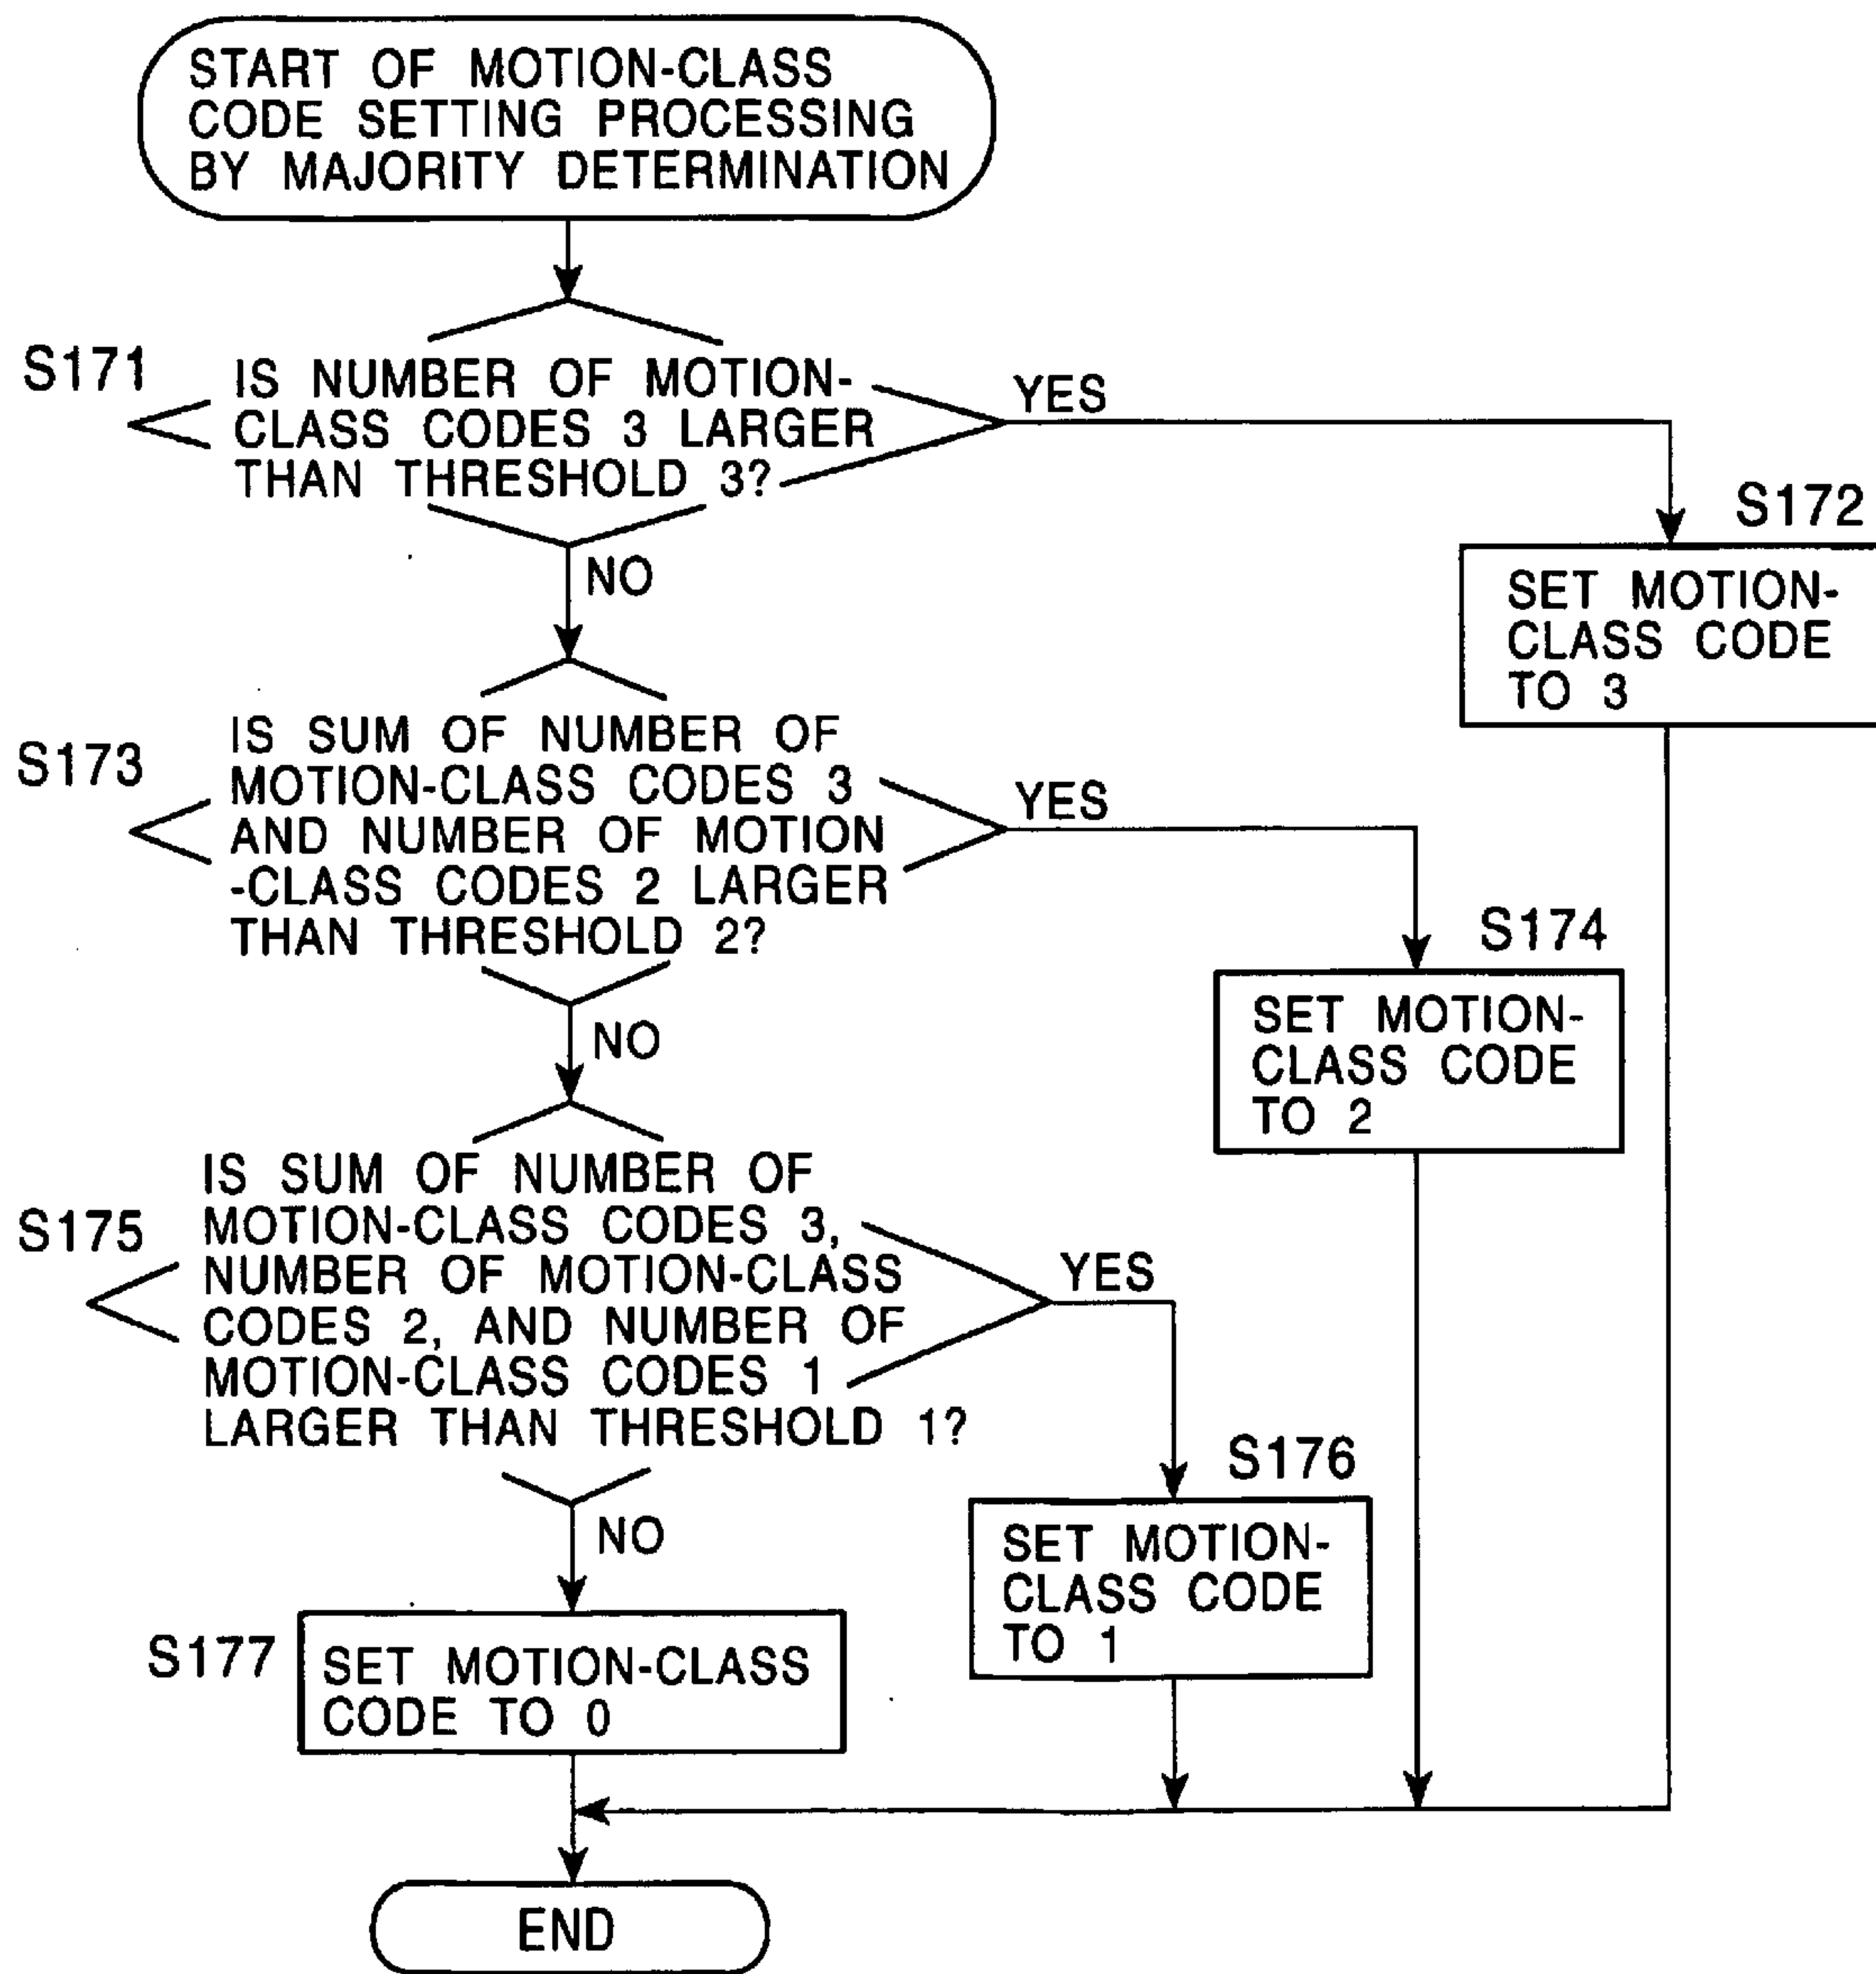 START OF MOTION-CLASS
CODE SETTING PROCESSING
BY MAJORITY DETERMINATION
S171
IS NUMBER OF MOTION-
CLASS CODES 3 LARGER
THAN THRESHOLD 3?
YES
NO
S172
SET MOTION-
CLASS CODE
TO 3
S173
IS SUM OF NUMBER OF
MOTION-CLASS CODES 3
AND NUMBER OF MOTION
-CLASS CODES 2 LARGER
THAN THRESHOLD 2?
YES
NO
S174
SET MOTION-
CLASS CODE
TO 2
S175
IS SUM OF NUMBER OF
MOTION-CLASS CODES 3,
NUMBER OF MOTION-CLASS
CODES 2, AND NUMBER OF
MOTION-CLASS CODES 1
LARGER THAN THRESHOLD 1?
YES
NO
S176
SET MOTION-
CLASS CODE
TO 1
S177
SET MOTION-CLASS
CODE TO 0
END